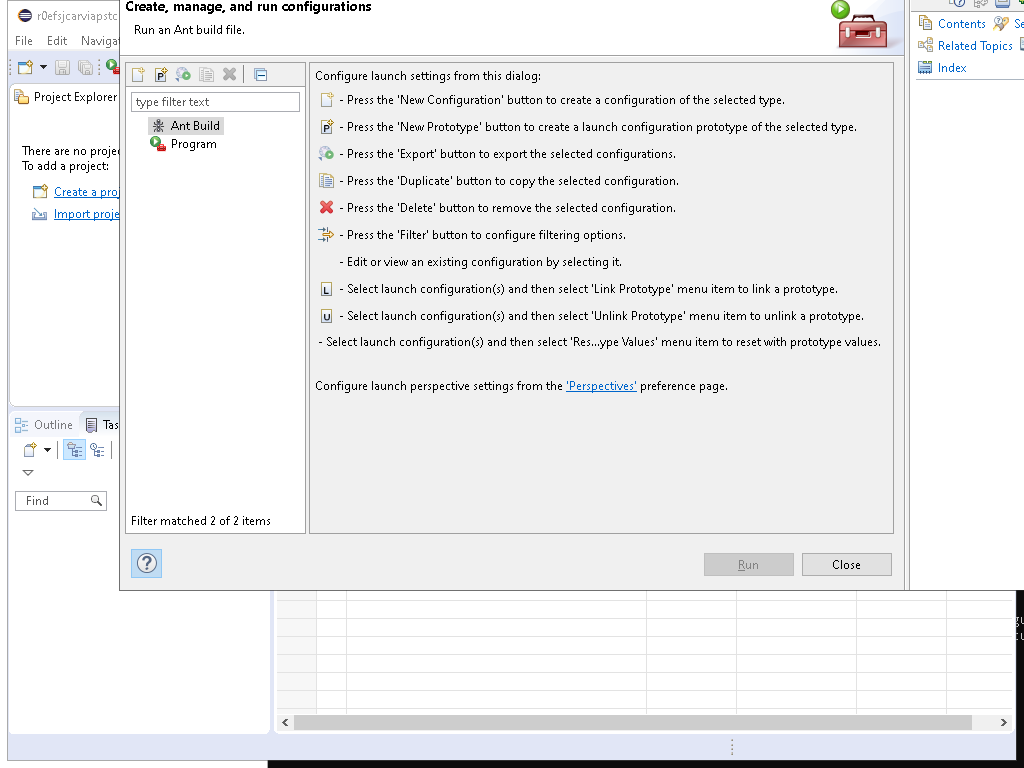 r0efsjcarviapstc
Create, manage, and run configurations
Run an Ant build file.
File Edit Naviga
Contents
Related Topics
Index
Project Explorer
type filter text
Ant Build
Program
There are no projec
To add a project:
Create a proj
Import proje
Configure launch settings from this dialog:
- Press the 'New Configuration' button to create a configuration of the selected type.
- Press the 'New Prototype' button to create a launch configuration prototype of the selected type.
- Press the 'Export' button to export the selected configurations.
- Press the 'Duplicate' button to copy the selected configuration.
- Press the 'Delete' button to remove the selected configuration.
- Press the 'Filter' button to configure filtering options.
- Edit or view an existing configuration by selecting it.
- Select launch configuration(s) and then select 'Link Prototype' menu item to link a prototype.
- Select launch configuration(s) and then select 'Unlink Prototype' menu item to unlink a prototype.
- Select launch configuration(s) and then select 'Res...ype Values' menu item to reset with prototype values.
Configure launch perspective settings from the 'Perspectives' preference page.
Outline Tas
Find
Filter matched 2 of 2 items
Run Close